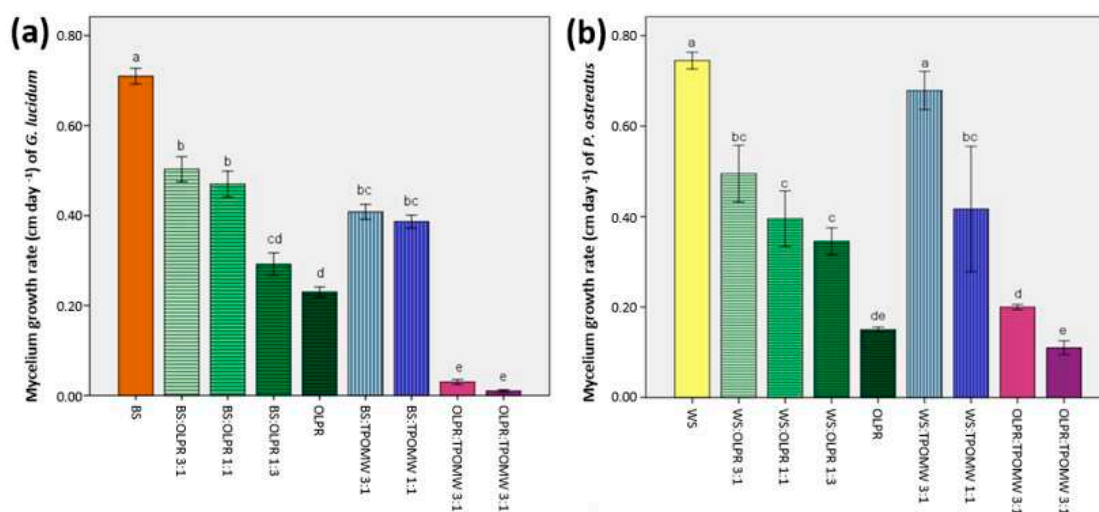 (a)
Mycelium growth rate (cm day ⁻¹) of G. lucidum
0.80
0.60
0.40
0.20
0.00
a
b
b
cd
d
bc
bc
e
e
BS
BS:OLPR 3:1
BS:OLPR 1:1
BS:OLPR 1:3
OLPR
BS:TPOMW 3:1
BS:TPOMW 1:1
OLPR:TPOMW 3:1
OLPR:TPOMW 3:1
(b)
Mycelium growth rate (cm day ⁻¹) of P. ostreatus
0.80
0.60
0.40
0.20
0.00
a
bc
c
c
de
a
bc
d
e
WS
WS:OLPR 3:1
WS:OLPR 1:1
WS:OLPR 1:3
OLPR
WS:TPOMW 3:1
WS:TPOMW 1:1
OLPR:TPOMW 3:1
OLPR:TPOMW 3:1